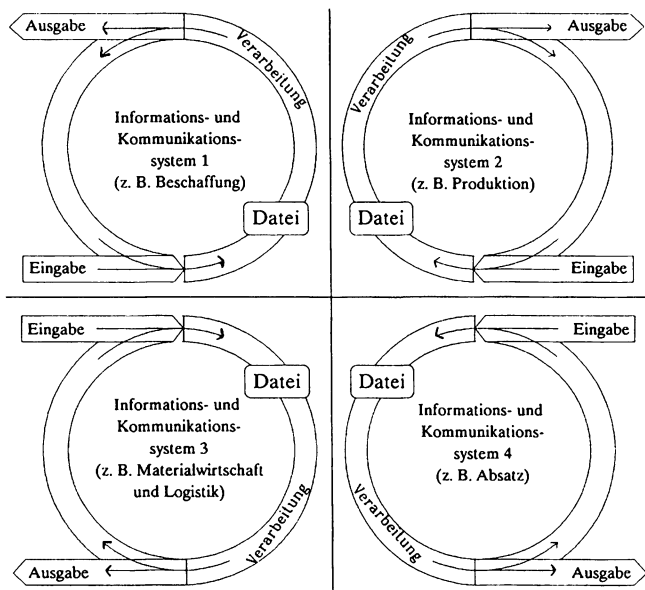 Ausgabe
Verarbeitung
Informations- und
Kommunikations-
system 1
(z. B. Beschaffung)
Datei
Eingabe
Verarbeitung
Ausgabe
Informations- und
Kommunikations-
system 2
(z. B. Produktion)
Datei
Eingabe
Eingabe
Datei
Informations- und
Kommunikations-
system 3
(z. B. Materialwirtschaft
und Logistik)
Verarbeitung
Ausgabe
Eingabe
Datei
Informations- und
Kommunikations-
system 4
(z. B. Absatz)
Verarbeitung
Ausgabe